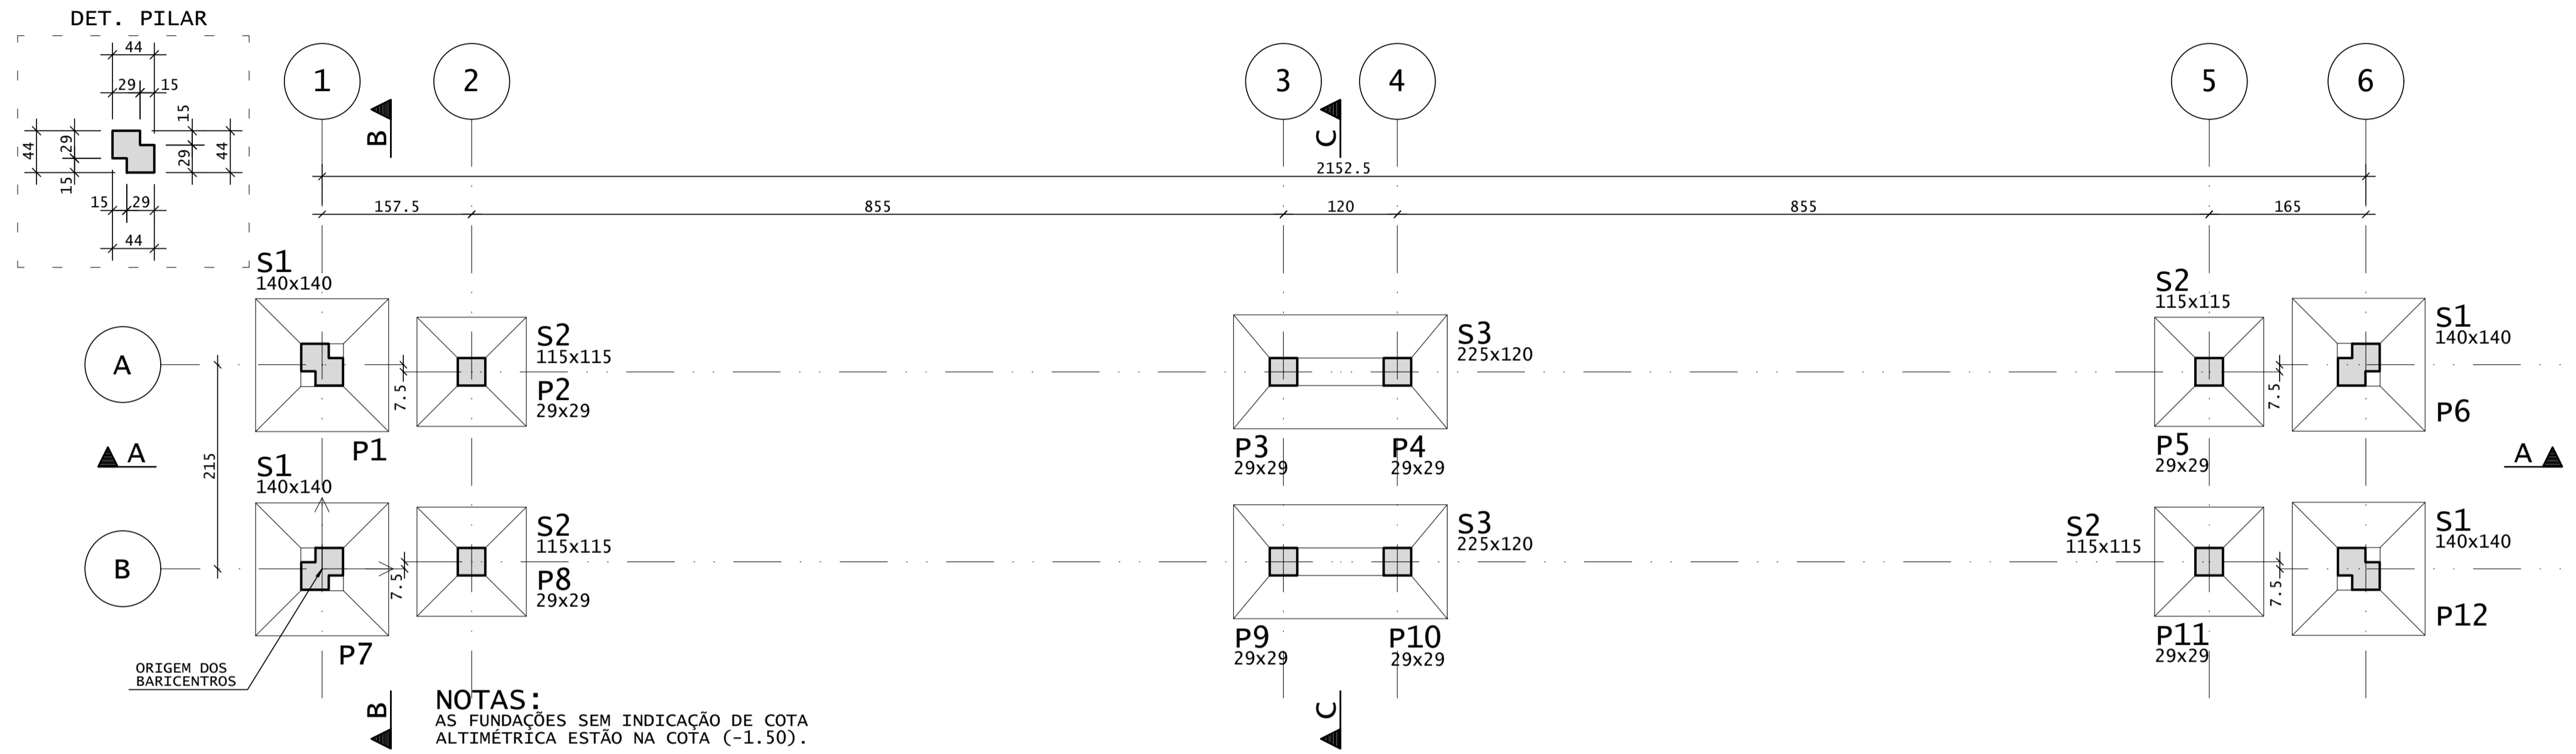 DET. PILAR
44
29 15
15
44
29
15
29
44
15 29
44
1
2
3
4
5
6
B
C
2152.5
157.5
855
120
855
165
S1
140x140
S2
115x115
P2
29x29
P1
7.5
S3
225x120
P3
29x29
P4
29x29
S2
115x115
P5
29x29
7.5
S1
140x140
P6
A
A
215
A
B
S1
140x140
P7
7.5
S2
115x115
P8
29x29
S3
225x120
P9
29x29
P10
29x29
S2
115x115
P11
29x29
7.5
S1
140x140
P12
ORIGEM DOS
BARICENTROS
B
C
NOTAS:
AS FUNDAÇÕES SEM INDICAÇÃO DE COTA
ALTIMÉTRICA ESTÃO NA COTA (-1.50).